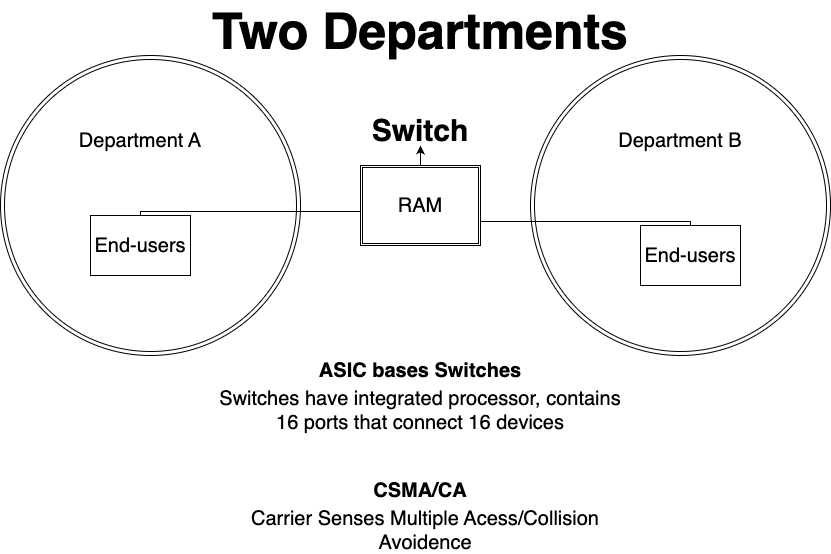 Two Departments
Switch
Department A
Department B
RAM
End-users
End-users
ASIC bases Switches
Switches have integrated processor, contains
16 ports that connect 16 devices
CSMA/CA
Carrier Senses Multiple Acess/Collision
Avoidence